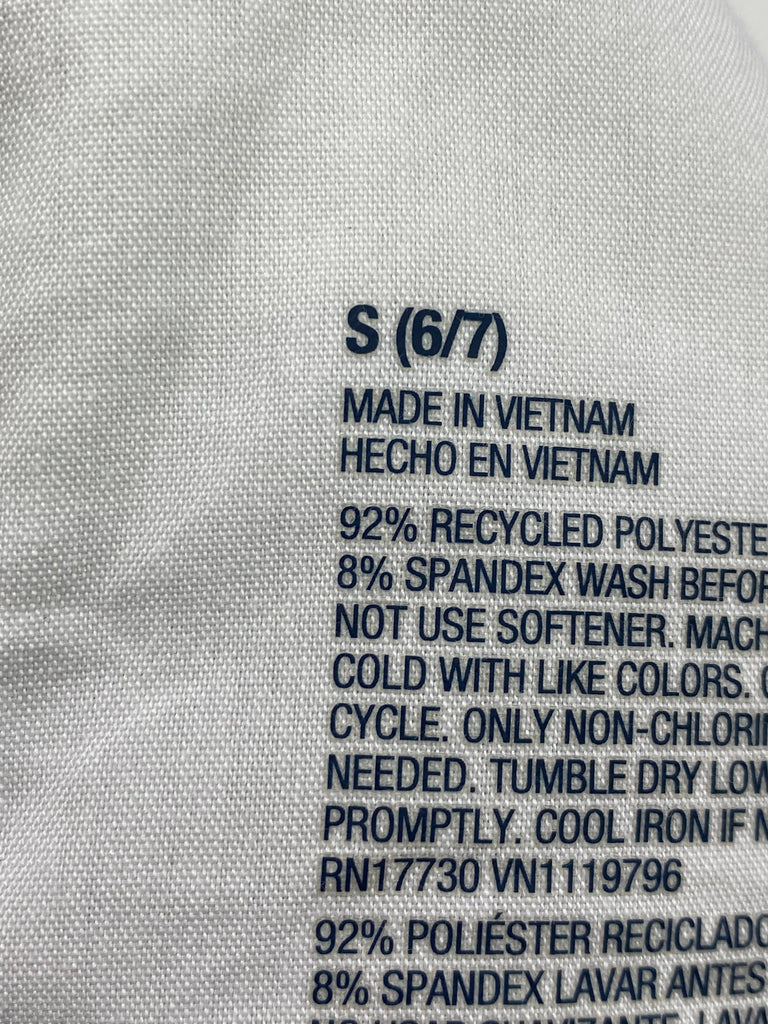 S (6/7)
MADE IN VIETNAM
HECHO EN VIETNAM
92% RECYCLED POLYESTE
8% SPANDEX WASH BEFOR
NOT USE SOFTENER. MACH
COLD WITH LIKE COLORS.
CYCLE. ONLY NON-CHLORI
NEEDED. TUMBLE DRY LOW
PROMPTLY. COOL IRON IF N
RN17730 VN1119796
92% POLIÉSTER RECICLADO
8% SPANDEX LAVAR ANTES